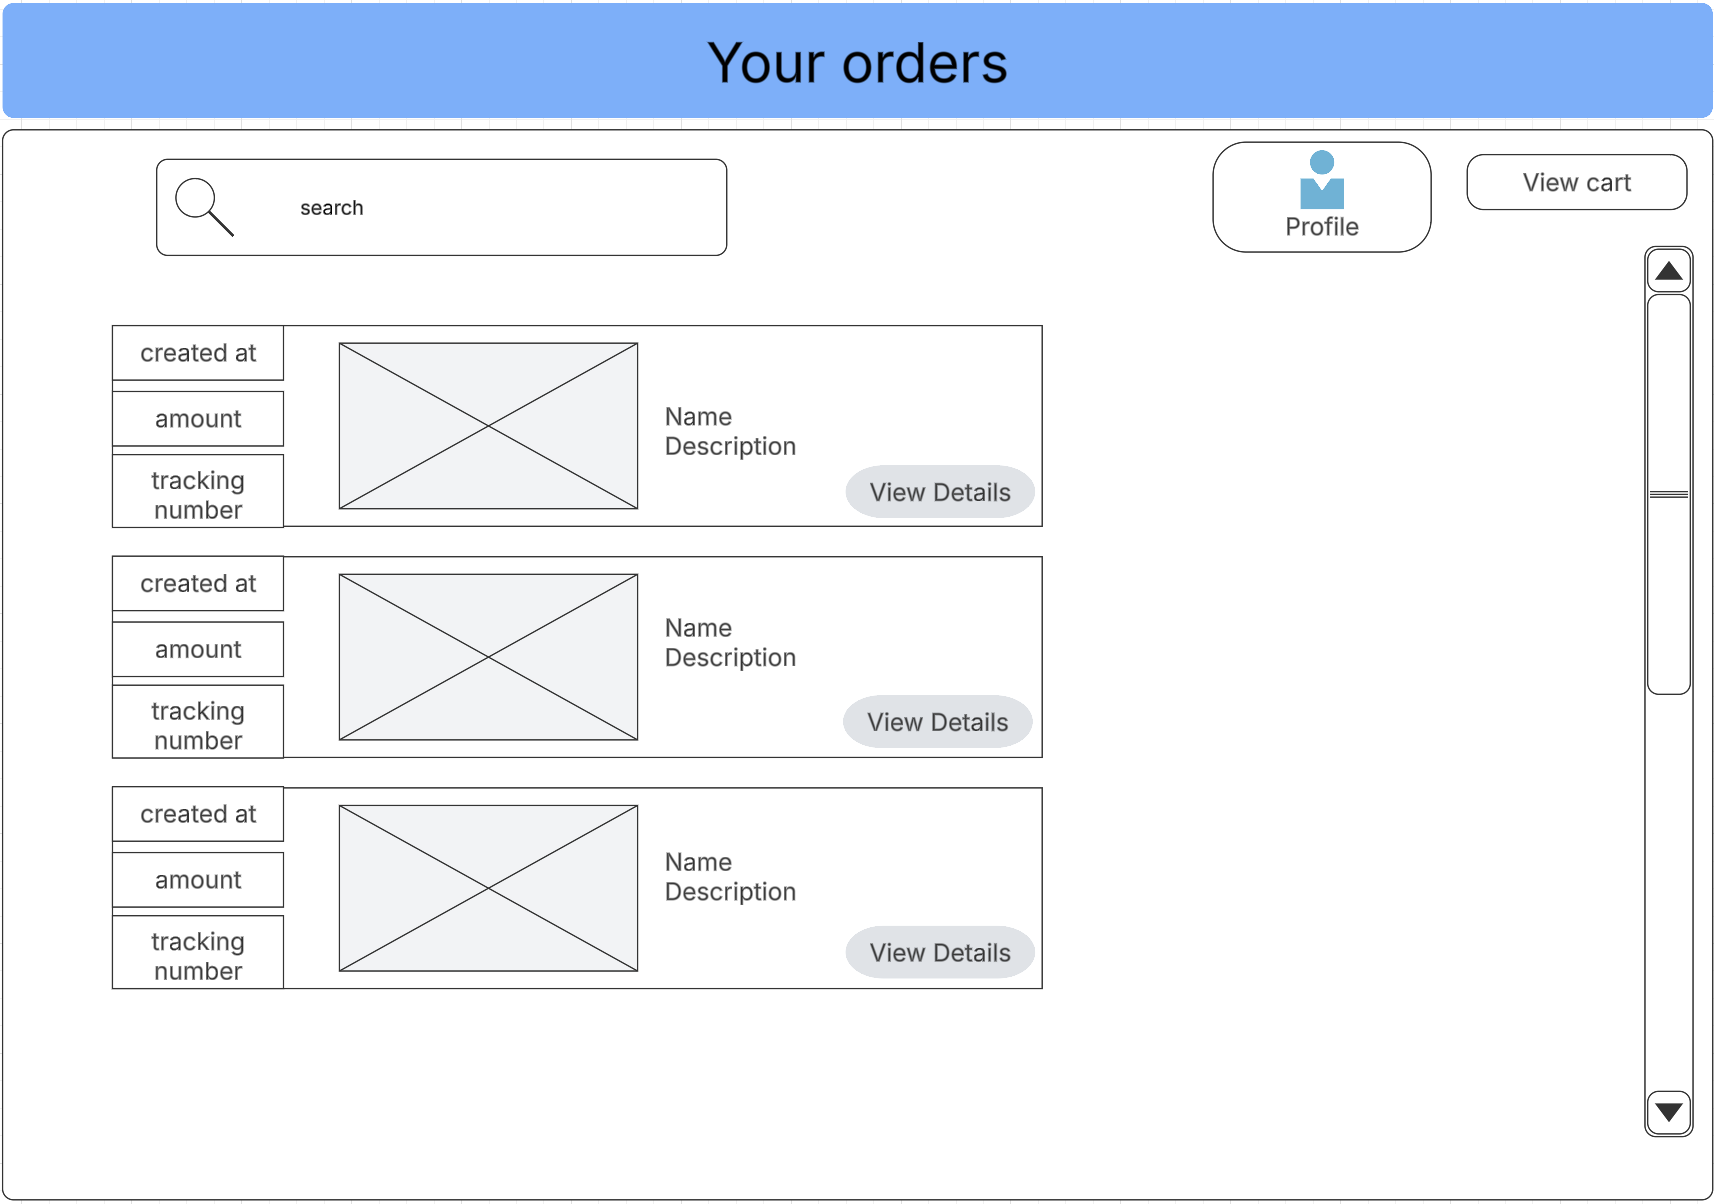 Your orders
search
Profile
View cart
created at
amount
tracking
number
Name
Description
View Details
created at
amount
tracking
number
Name
Description
View Details
created at
amount
tracking
number
Name
Description
View Details